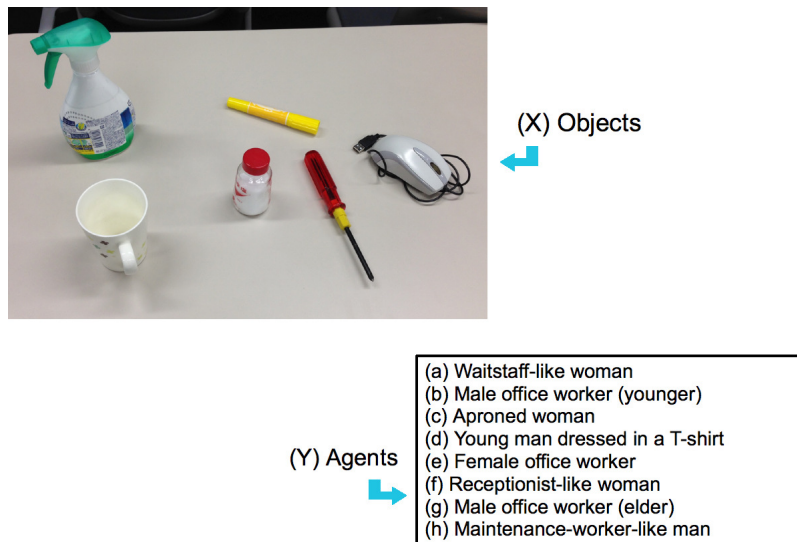 (X) Objects
(a) Waitstaff-like woman
(b) Male office worker (younger)
(c) Aproned woman
(d) Young man dressed in a T-shirt
(Y) Agents
(e) Female office worker
(f) Receptionist-like woman
(g) Male office worker (elder)
(h) Maintenance-worker-like man